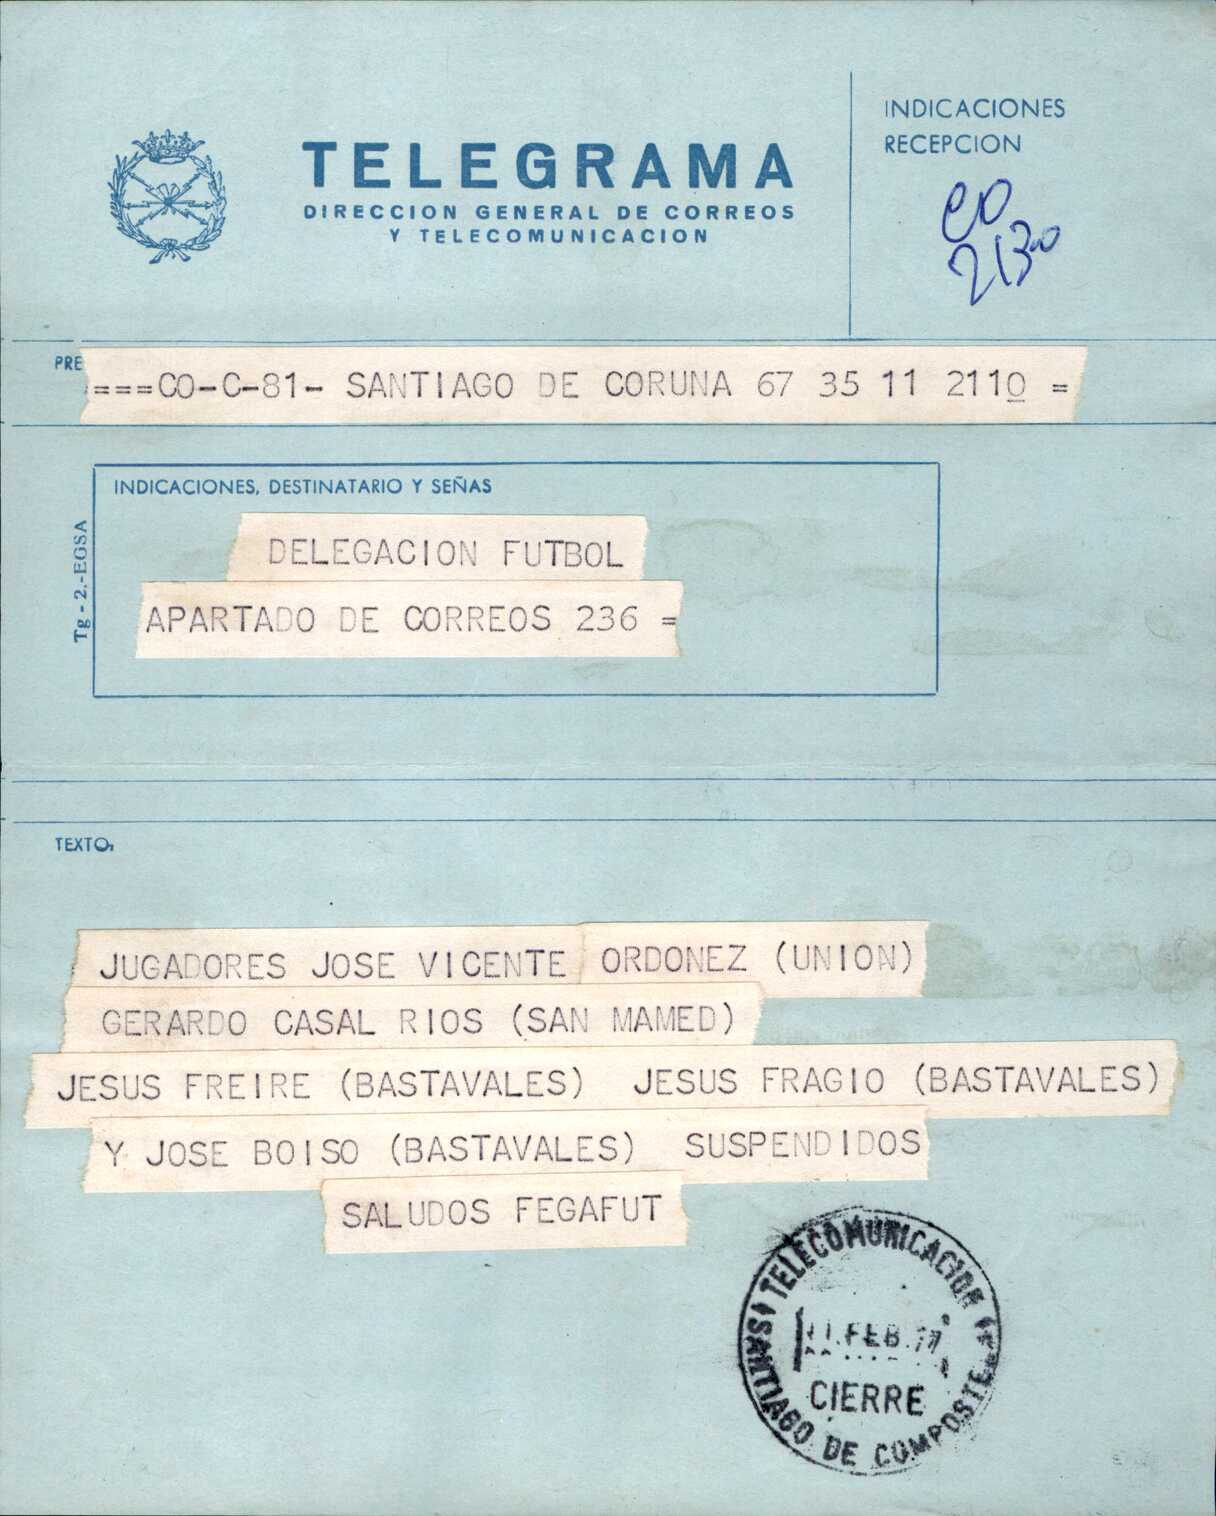 TELEGRAMA
DIRECCION GENERAL DE CORREOS
Y TELECOMUNICACION
INDICACIONES
RECEPCION
CO
2130
PRE
===CO-C-81- SANTIAGO DE CORUNA 67 35 11 2110 =
INDICACIONES, DESTINATARIO Y SEÑAS
DELEGACION FUTBOL
APARTADO DE CORREOS 236 =
Tg - 2.-EGSA
TEXTO,
JUGADORES JOSE VICENTE ORDONEZ (UNION)
GERARDO CASAL RIOS (SAN MAMED)
JESUS FREIRE (BASTAVALES) JESUS FRAGIO (BASTAVALES)
Y JOSE BOISO (BASTAVALES) SUSPENDIDOS
SALUDOS FEGAFUT
TELECOMUNICACION
11.FEB.77
CIERRE
SANTIAGO DE COMPOSTELA